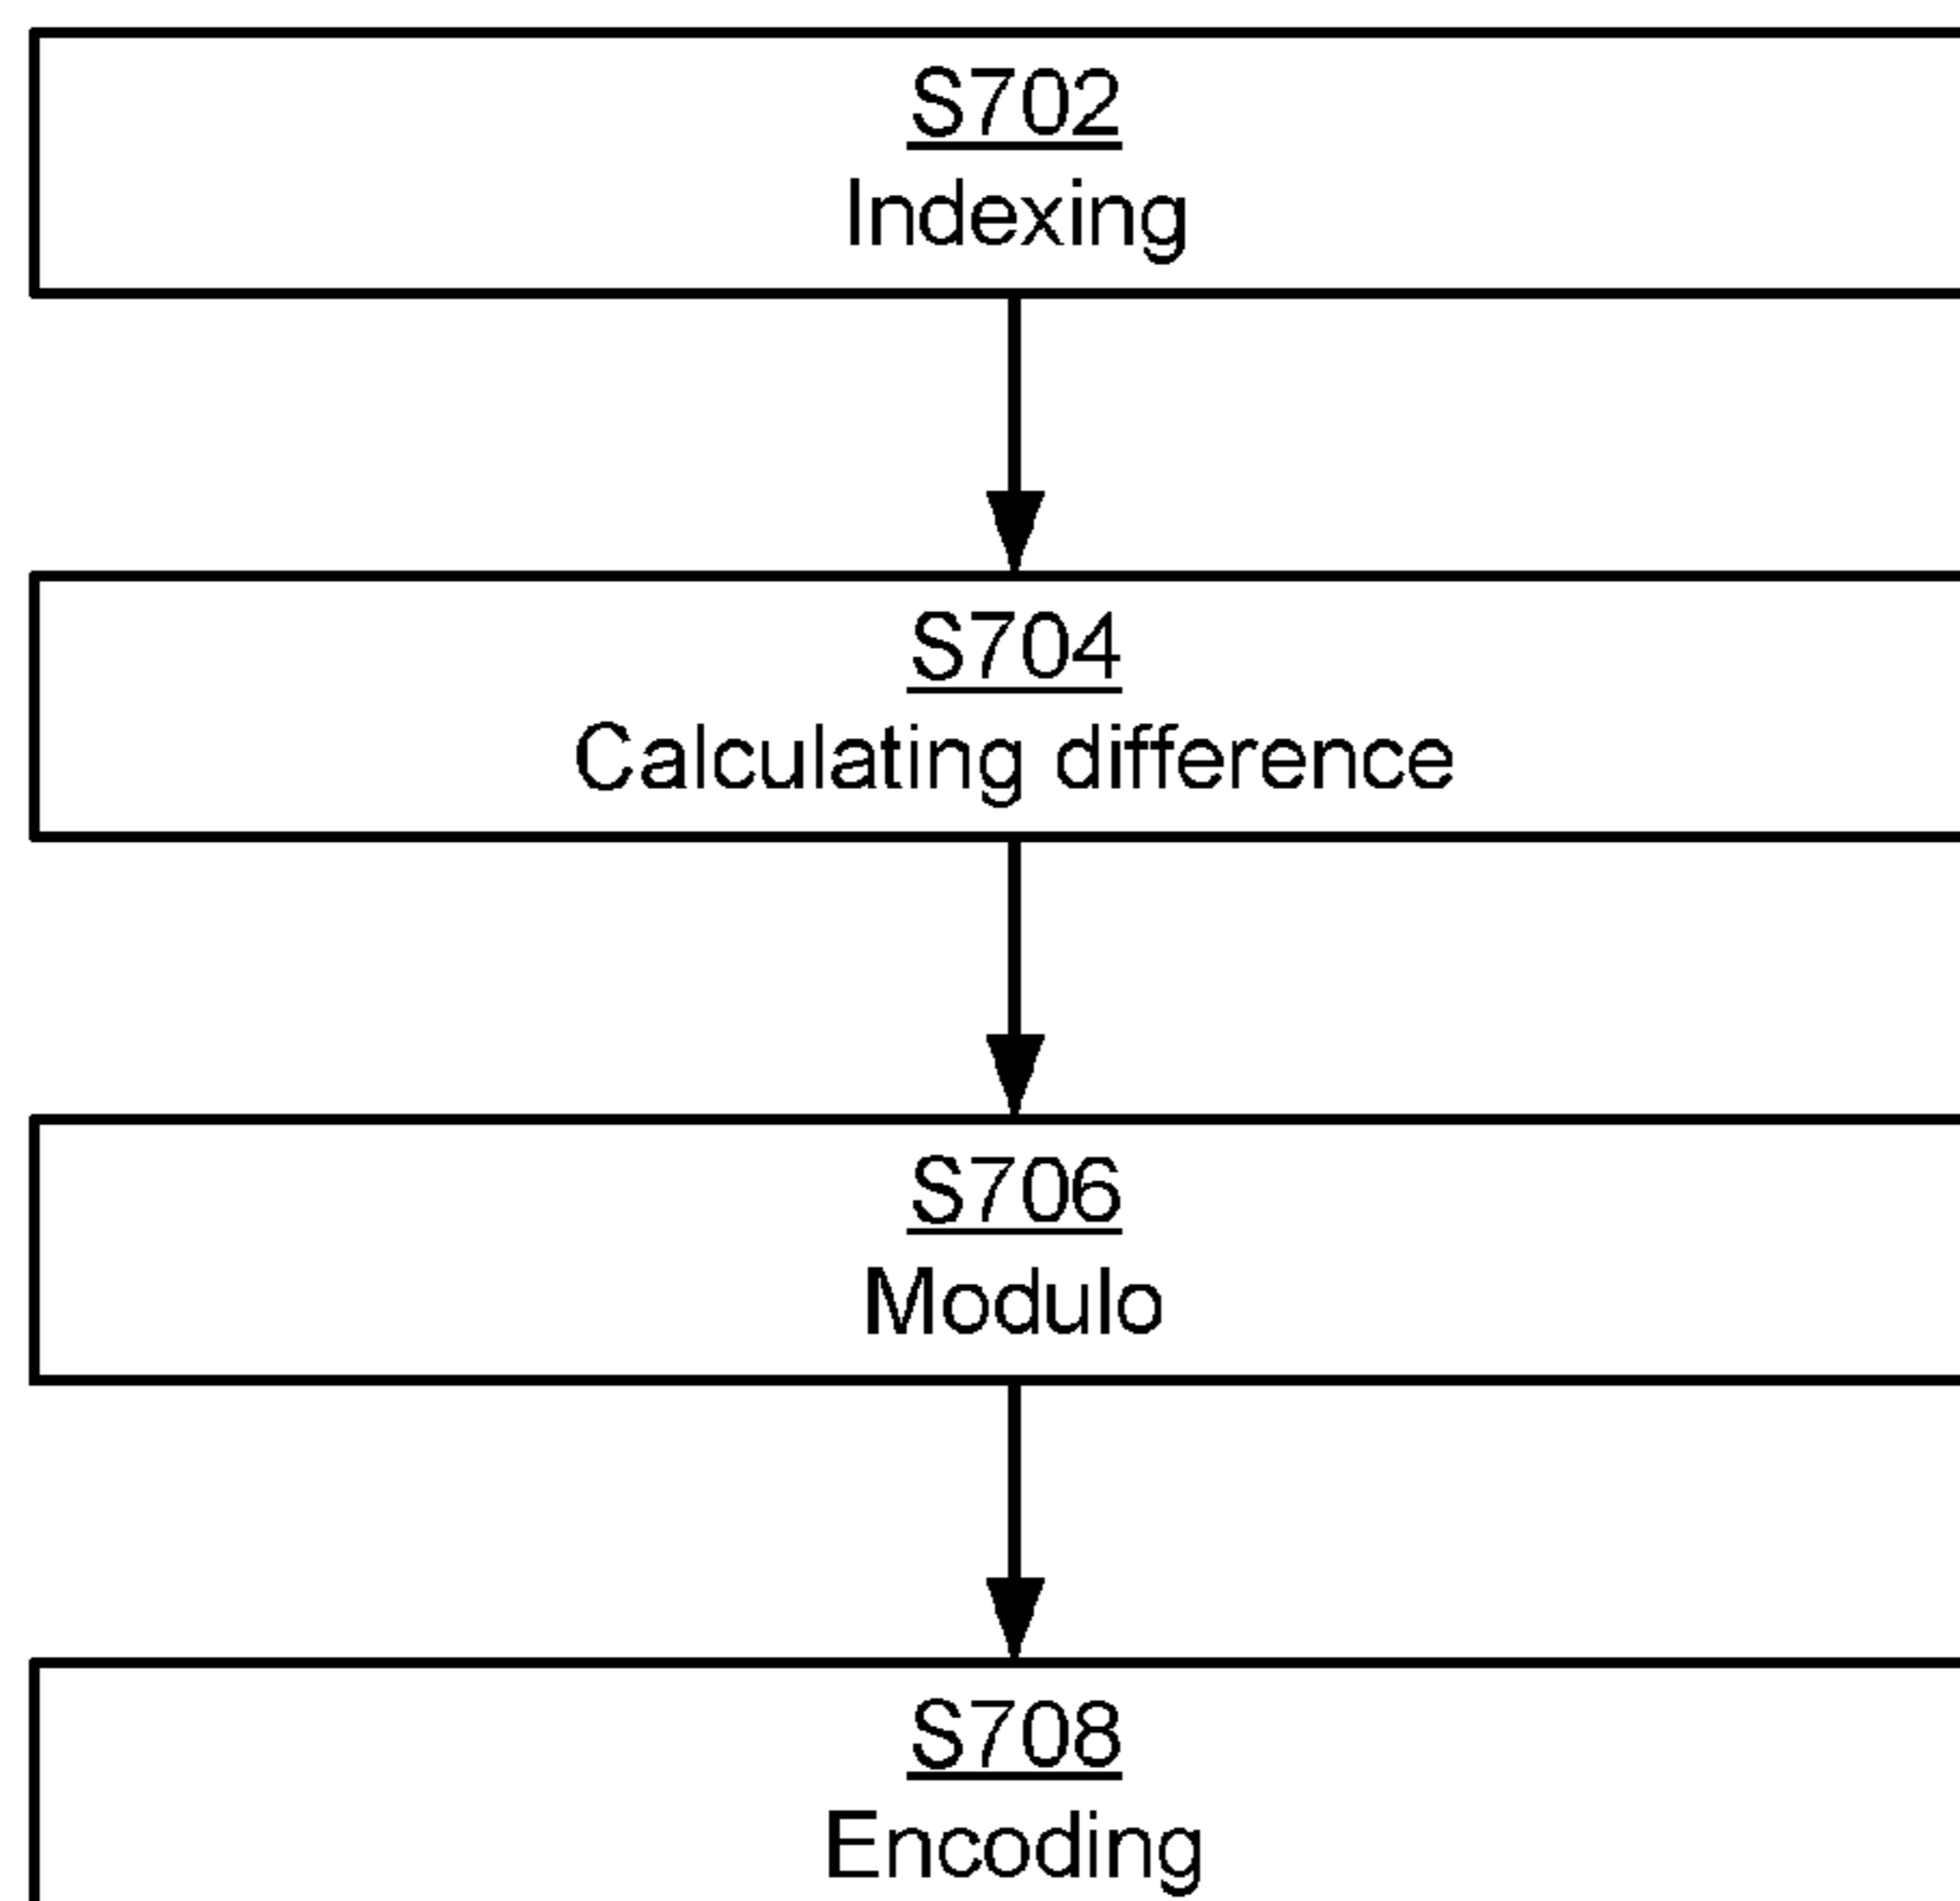 S702
Indexing
S704
Calculating difference
S706
Modulo
S708
Encoding